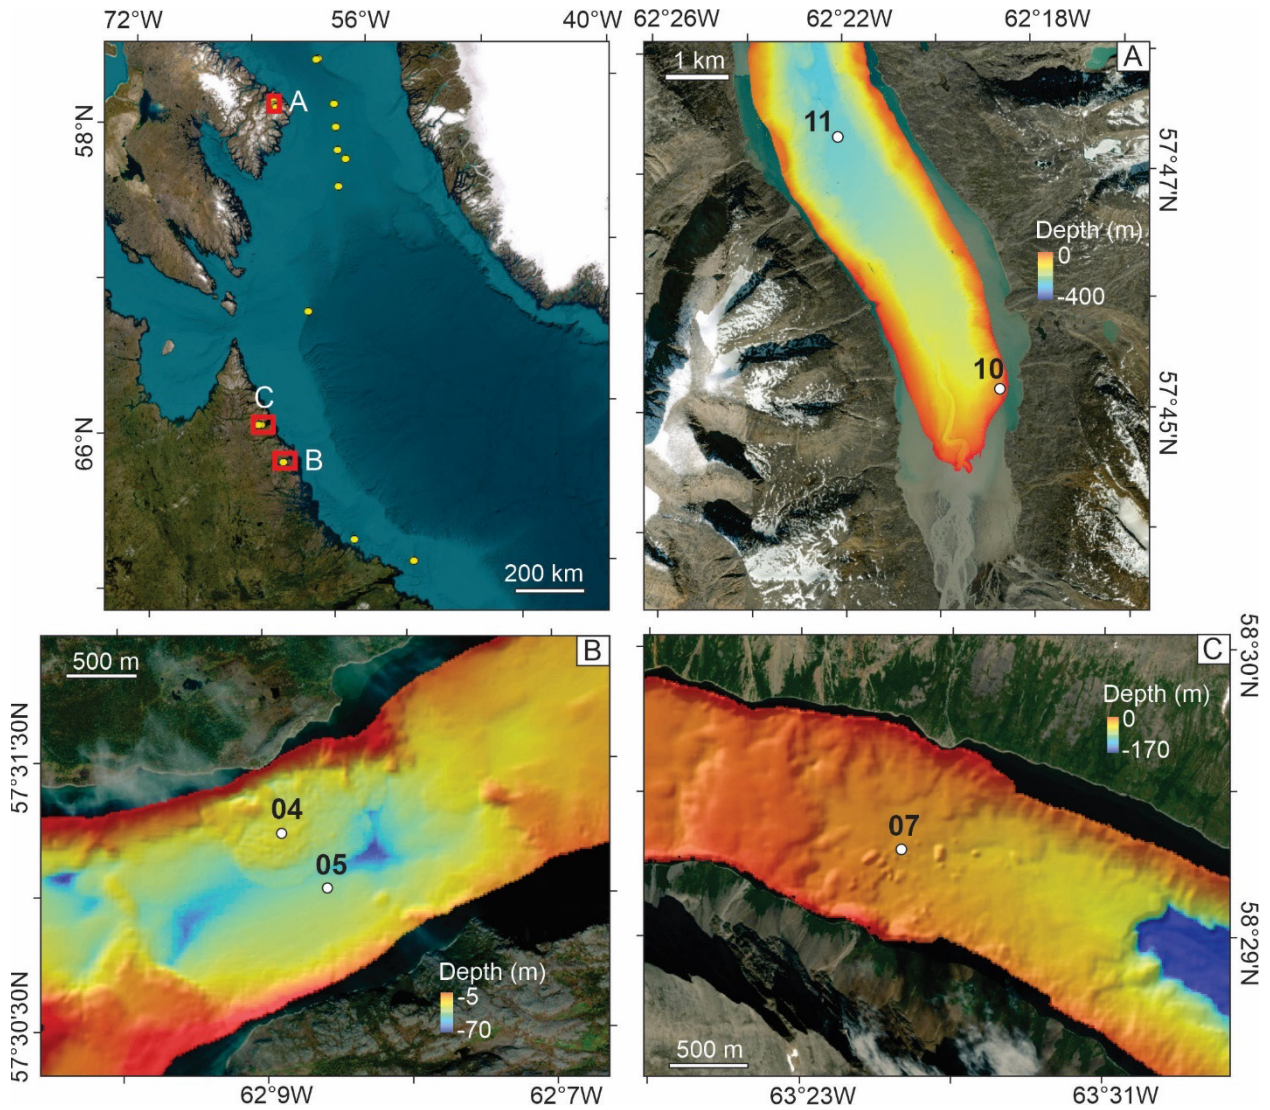 72°W 56°W 40°W
58°N
66°N
A
C
B
200 km
62°26W 62°22W 62°18W
1 km
A
11
10
Depth (m)
0
-400
57°47'N
57°45'N
500 m
B
04
05
Depth (m)
-5
-70
57°31'30N
57°30'30N
62°9W 62°7W
C
07
Depth (m)
0
-170
500 m
58°30'N
58°29'N
63°23W 63°31W